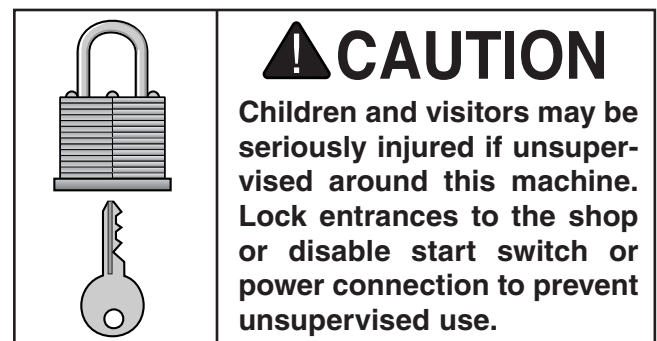 CAUTION
Children and visitors may be
seriously injured if unsuper-
vised around this machine.
Lock entrances to the shop
or disable start switch or
power connection to prevent
unsupervised use.